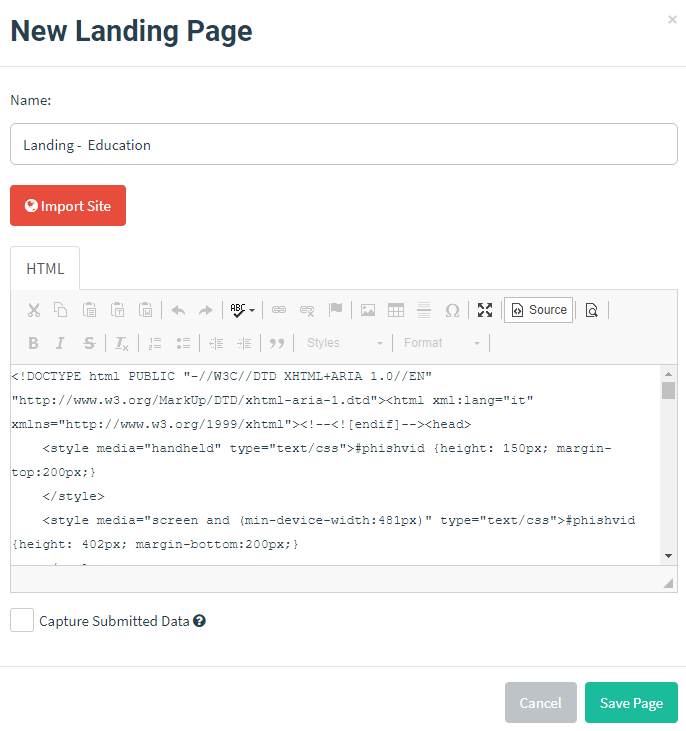 New Landing Page
×
Name:
Landing - Education
Import Site
HTML
ABC
Source
B I S Tx
Styles
Format
<!DOCTYPE html PUBLIC "-//W3C//DTD XHTML+ARIA 1.0//EN"
"http://www.w3.org/MarkUp/DTD/xhtml-aria-1.dtd"><html xml:lang="it"
xmlns="http://www.w3.org/1999/xhtml"><!--<![endif]--><head>
<style media="handheld" type="text/css">#phishvid {height: 150px; margin-
top:200px;}
</style>
<style media="screen and (min-device-width:481px)" type="text/css">#phishvid
{height: 402px; margin-bottom:200px;}
Capture Submitted Data
Cancel
Save Page